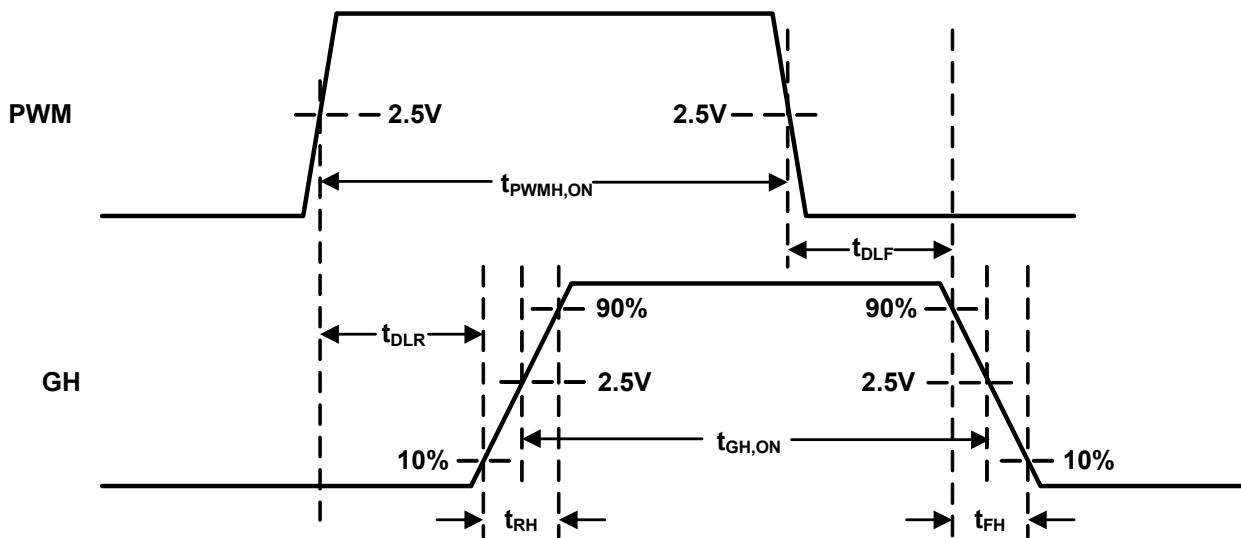 PWM
2.5V
2.5V
tPWMH,ON
tDLF
90%
90%
tDLR
GH
2.5V
2.5V
tGH,ON
10%
10%
tRH
tFH